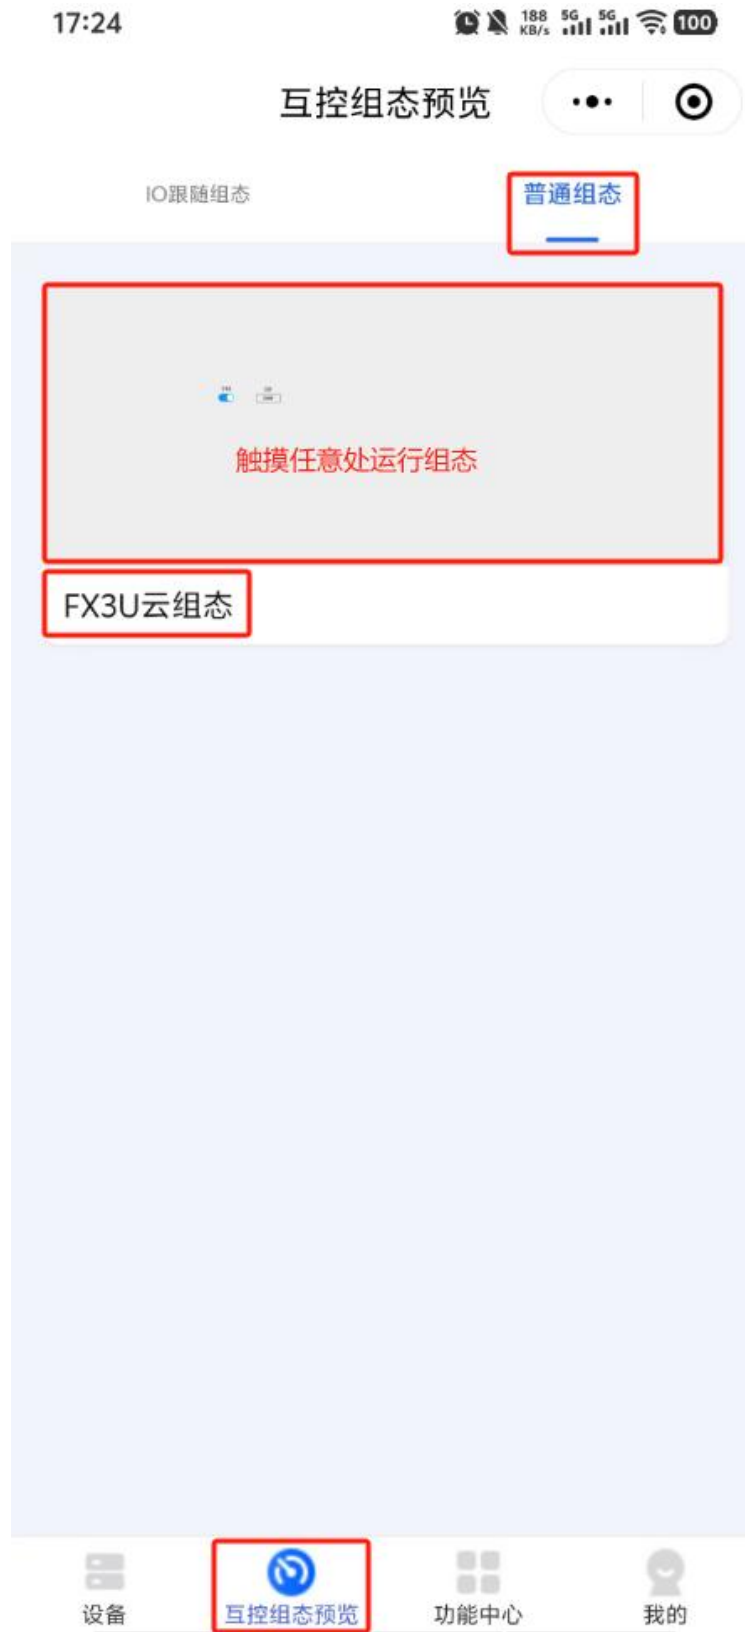 17:24 188 KB/s 5G 5G 100
互控组态预览
IO跟随组态 普通组态
触摸任意处运行组态
FX3U云组态
设备 互控组态预览 功能中心 我的